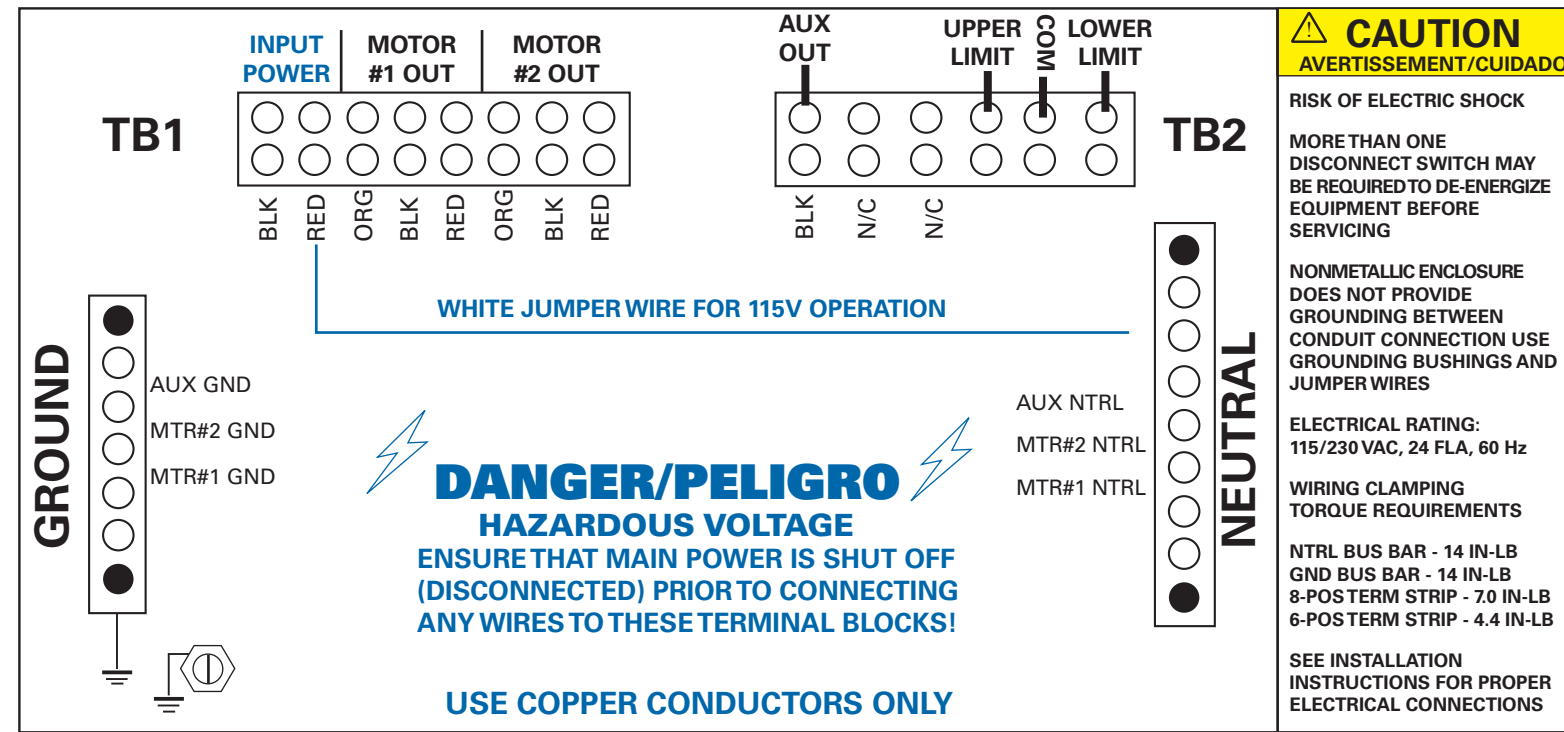 INPUT POWER
MOTOR #1 OUT
MOTOR #2 OUT
TB1
BLK
RED
ORG
BLK
RED
ORG
BLK
RED
AUX OUT
UPPER LIMIT
COM
LOWER LIMIT
TB2
BLK
N/C
N/C
WHITE JUMPER WIRE FOR 115V OPERATION
GROUND
AUX GND
MTR#2 GND
MTR#1 GND
AUX NTRL
MTR#2 NTRL
MTR#1 NTRL
NEUTRAL
DANGER/PELIGRO
HAZARDOUS VOLTAGE
ENSURE THAT MAIN POWER IS SHUT OFF
(DISCONNECTED) PRIOR TO CONNECTING
ANY WIRES TO THESE TERMINAL BLOCKS!
USE COPPER CONDUCTORS ONLY
CAUTION
AVERTISSEMENT/CUIDADO
RISK OF ELECTRIC SHOCK
MORE THAN ONE
DISCONNECT SWITCH MAY
BE REQUIRED TO DE-ENERGIZE
EQUIPMENT BEFORE
SERVICING
NONMETALLIC ENCLOSURE
DOES NOT PROVIDE
GROUNDING BETWEEN
CONDUIT CONNECTION USE
GROUNDING BUSHINGS AND
JUMPER WIRES
ELECTRICAL RATING:
115/230 VAC, 24 FLA, 60 Hz
WIRING CLAMPING
TORQUE REQUIREMENTS
NTRL BUS BAR - 14 IN-LB
GND BUS BAR - 14 IN-LB
8-POS TERM STRIP - 7.0 IN-LB
6-POS TERM STRIP - 4.4 IN-LB
SEE INSTALLATION
INSTRUCTIONS FOR PROPER
ELECTRICAL CONNECTIONS